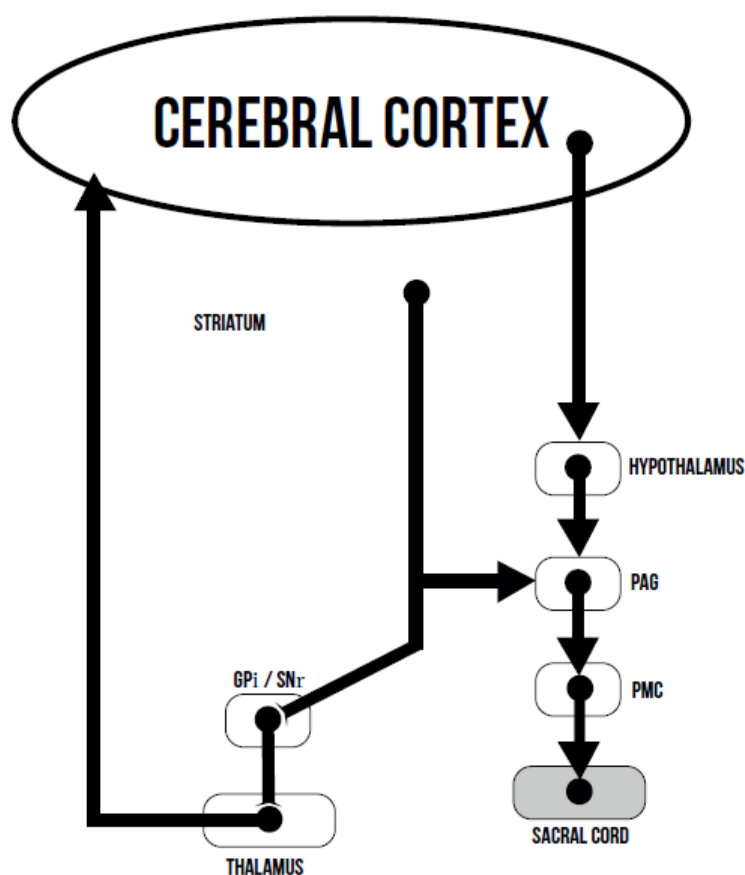 CEREBRAL CORTEX
STRIATUM
HYPOTHALAMUS
PAG
GPi / SNr
PMC
SACRAL CORD
THALAMUS